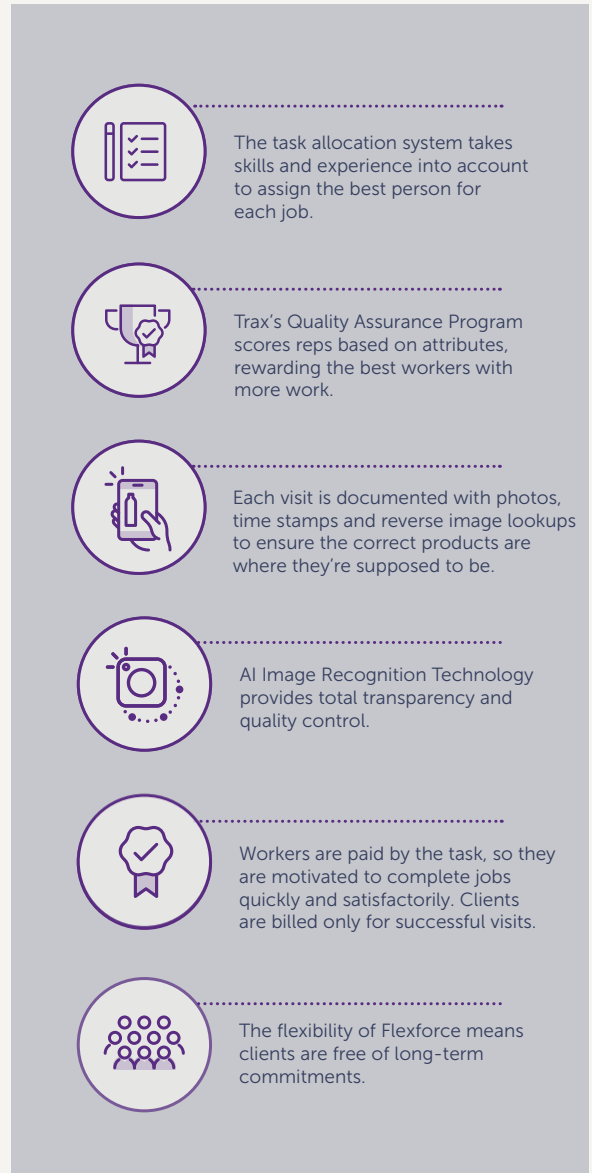 The task allocation system takes
skills and experience into account
to assign the best person for
each job.
Trax’s Quality Assurance Program
scores reps based on attributes,
rewarding the best workers with
more work.
Each visit is documented with photos,
time stamps and reverse image lookups
to ensure the correct products are
where they’re supposed to be.
AI Image Recognition Technology
provides total transparency and
quality control.
Workers are paid by the task, so they
are motivated to complete jobs
quickly and satisfactorily. Clients
are billed only for successful visits.
The flexibility of Flexforce means
clients are free of long-term
commitments.